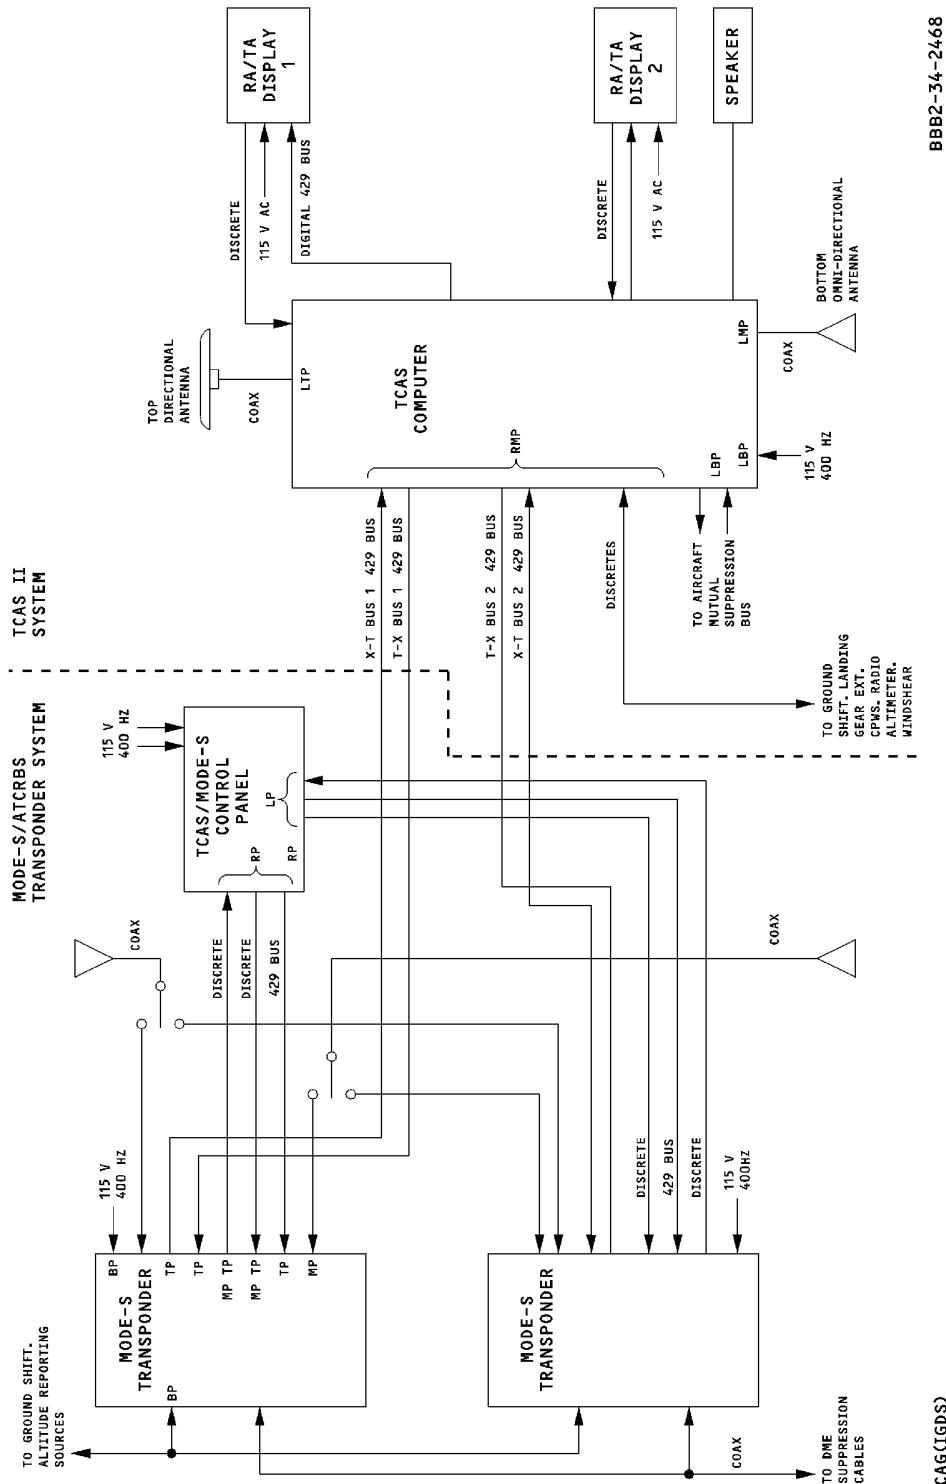 MODE-S/ATCRBS
TRANSPONDER SYSTEM
TCAS II
SYSTEM
TO GROUND SHIFT.
ALTITUDE REPORTING
SOURCES
115 V
400 HZ
COAX
115 V
400 HZ
TOP
DIRECTIONAL
ANTENNA
COAX
DISCRETE
115 V AC
DIGITAL 429 BUS
RA/TA
DISPLAY
1
BP
BP
TP
TP
MP TP
MP TP
TP
MP
MODE-S
TRANSPONDER
DISCRETE
DISCRETE
429 BUS
TCAS/MODE-S
CONTROL
PANEL
RP
RP
LP
X-T BUS 1 429 BUS
T-X BUS 1 429 BUS
T-X BUS 2 429 BUS
X-T BUS 2 429 BUS
DISCRETES
LTP
TCAS
COMPUTER
RMP
LBP
LBP
LMP
DISCRETE
115 V AC
RA/TA
DISPLAY
2
SPEAKER
MODE-S
TRANSPONDER
DISCRETE
429 BUS
DISCRETE
115 V
400HZ
COAX
COAX
TO DME
SUPPRESSION
CABLES
TO GROUND
SHIFT. LANDING
GEAR EXT.
CPWS. RADIO
ALTIMETER.
WINDSHEAR
TO AIRCRAFT
MUTUAL
SUPPRESSION
BUS
115 V
400 HZ
COAX
BOTTOM
OMNI-DIRECTIONAL
ANTENNA
CAG(IGDS)
BBB2-34-2468